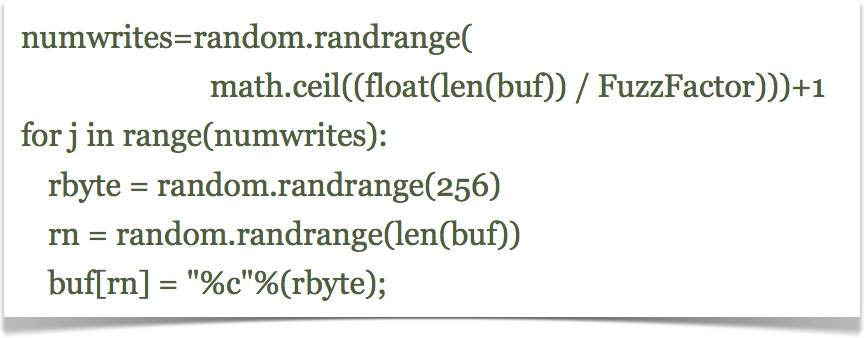 numwrites=random.randrange(
math.ceil((float(len(buf)) / FuzzFactor)))+1
for j in range(numwrites):
rbyte = random.randrange(256)
rn = random.randrange(len(buf))
buf[rn] = "%c"%(rbyte);